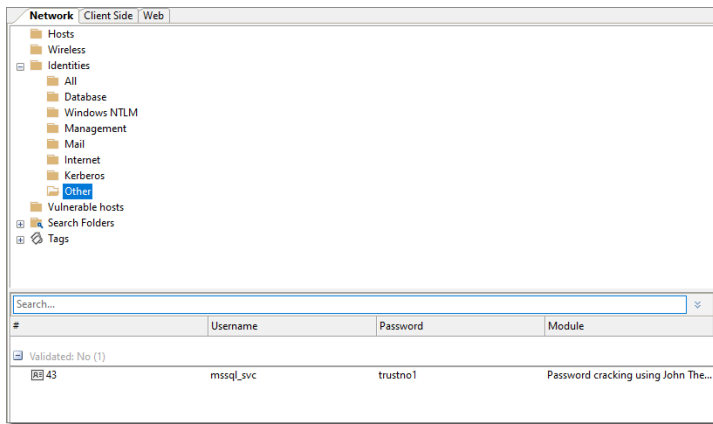 Network Client Side Web
Hosts
Wireless
Identities
All
Database
Windows NTLM
Management
Mail
Internet
Kerberos
Other
Vulnerable hosts
Search Folders
Tags
Search...
# Username Password Module
Validated: No (1)
43 mssql_svc trustno1 Password cracking using John The...